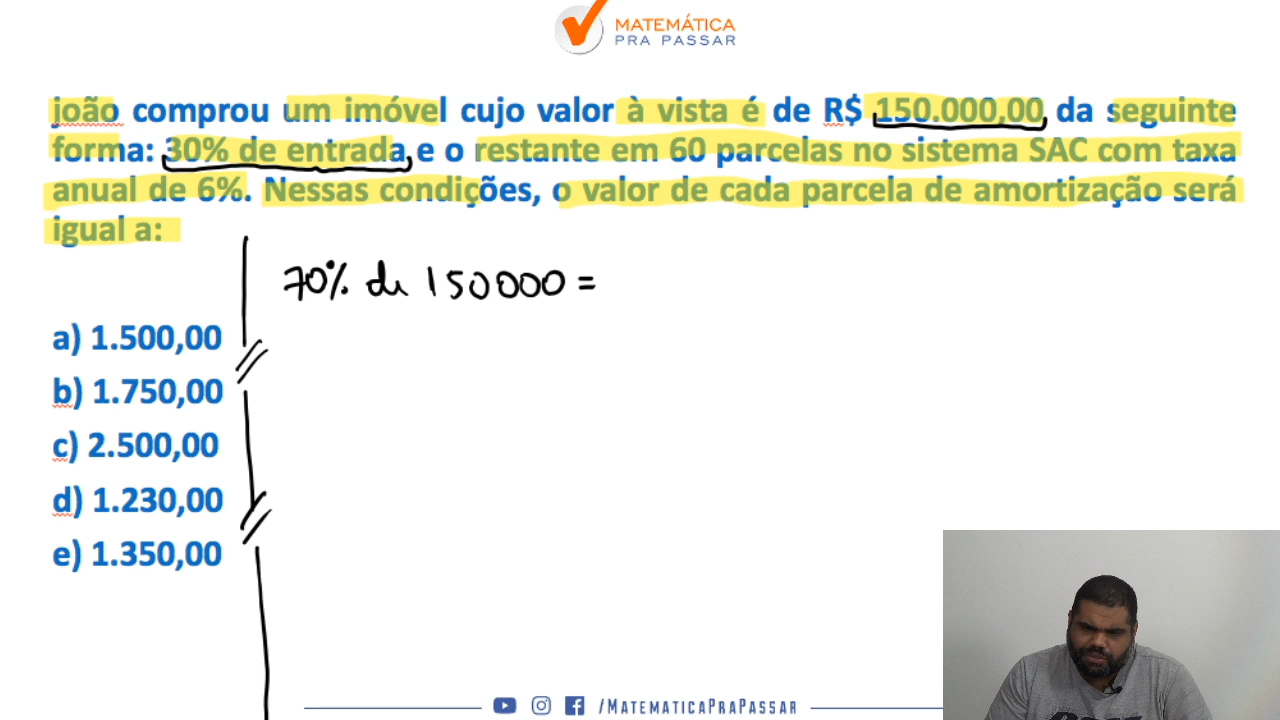 MATEMÁTICA
PRA PASSAR
joão comprou um imóvel cujo valor à vista é de R$ 150.000,00 da seguinte
forma: 30% de entrada, e o restante em 60 parcelas no sistema SAC com taxa
anual de 6%. Nessas condições, o valor de cada parcela de amortização será
igual a:
70% de 150000 =
a) 1.500,00
b) 1.750,00
c) 2.500,00
d) 1.230,00
e) 1.350,00
/MATEMATICAPRAPASSAR